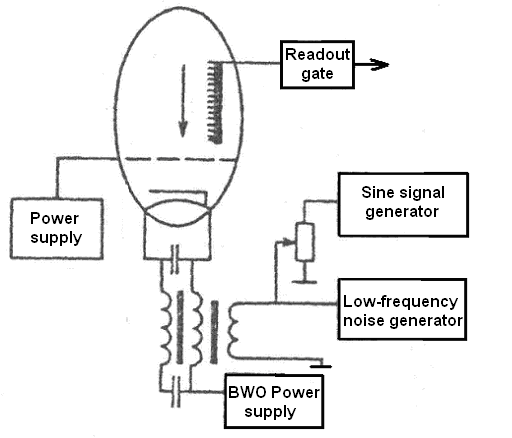 Readout
gate
Sine signal
generator
Power
supply
Low-frequency
noise generator
BWO Power
supply